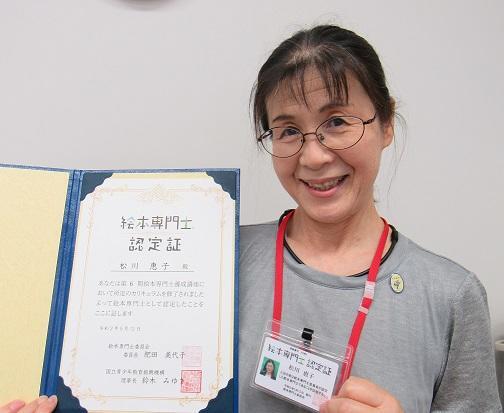 絵本専門士
認定証
松川 恵子 殿
あなたは第6期絵本専門士養成講座に
おいて所定のカリキュラムを修了されました
よって絵本専門士として認定したことを
ここに証します
絵本専門士委員会
委員長 肥田 美代子
国立青少年教育振興機構
理事長 鈴木 みゆき
絵本専門士 認定証
松川 恵子